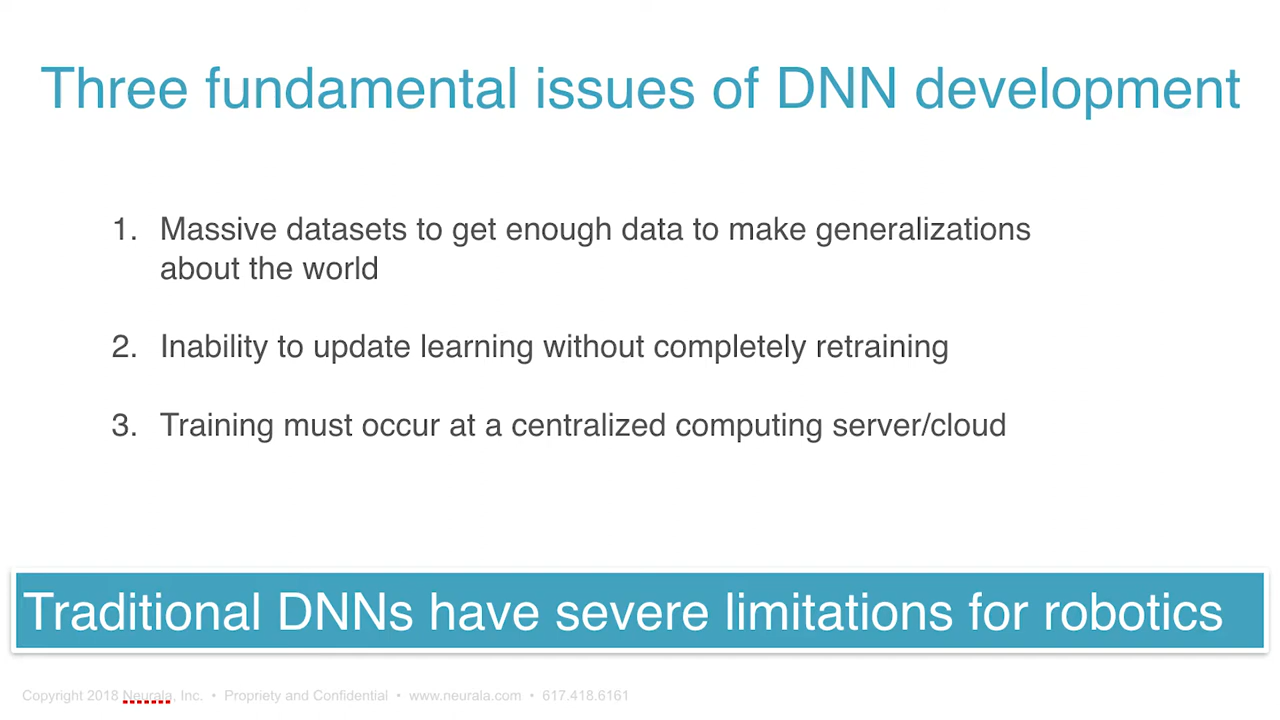 Three fundamental issues of DNN development
1. Massive datasets to get enough data to make generalizations
about the world
2. Inability to update learning without completely retraining
3. Training must occur at a centralized computing server/cloud
Traditional DNNs have severe limitations for robotics
Copyright 2018 Neurala, Inc. • Propriety and Confidential • www.neurala.com • 617.418.6161